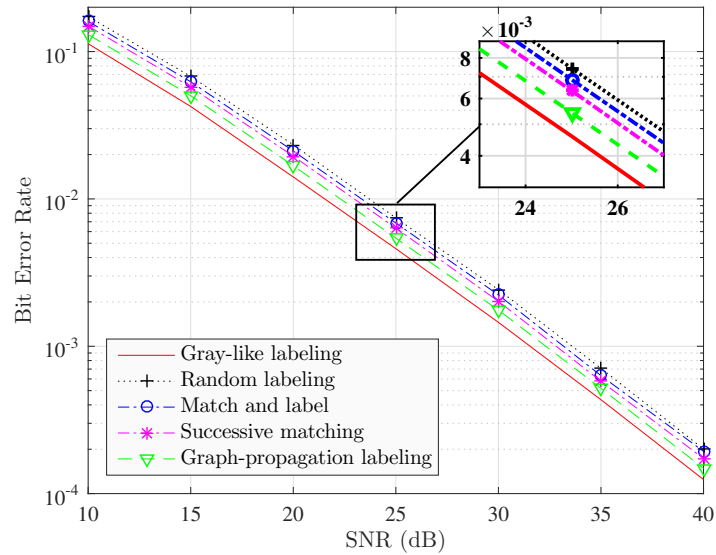 10^-1
10^-2
10^-3
10^-4
Bit Error Rate
10
15
20
25
30
35
40
SNR (dB)
× 10^-3
8
6
4
24
26
Gray-like labeling
Random labeling
Match and label
Successive matching
Graph-propagation labeling